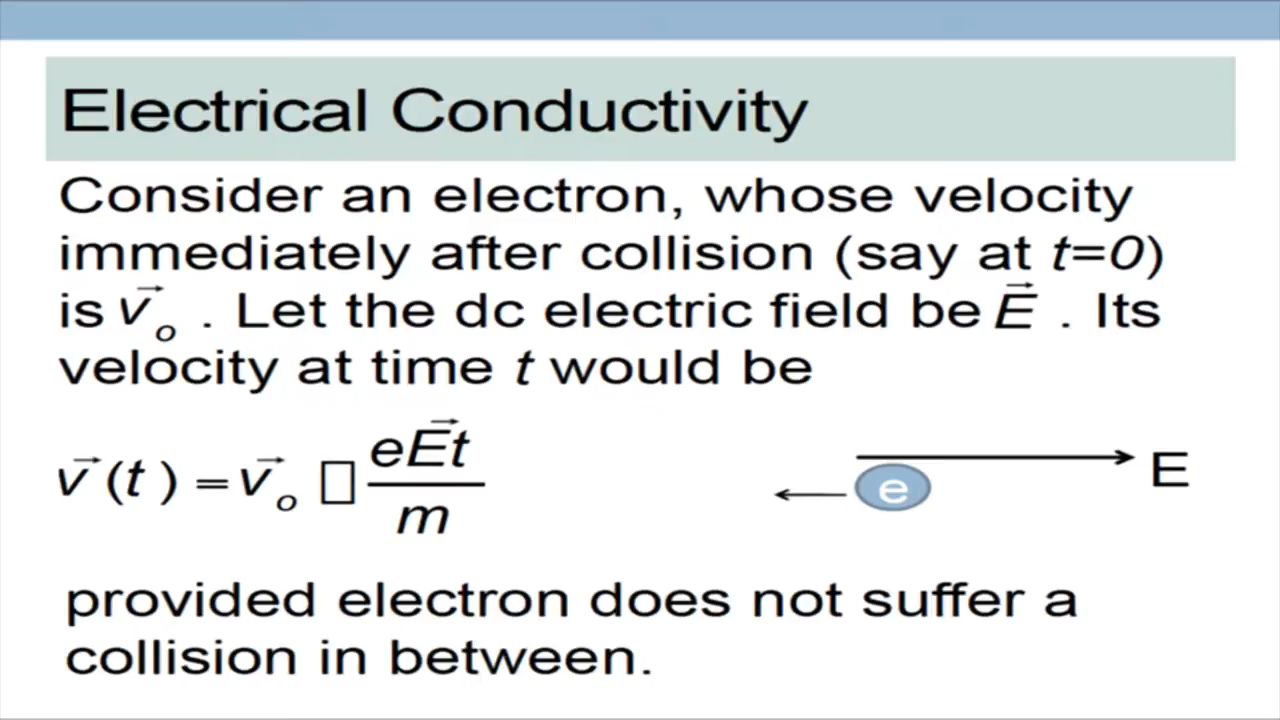 Electrical Conductivity
Consider an electron, whose velocity
immediately after collision (say at t=0)
is v⃗ₒ . Let the dc electric field be E⃗ . Its
velocity at time t would be
v⃗ (t) = v⃗ₒ □ eE⃗t / m
E
e
provided electron does not suffer a
collision in between.